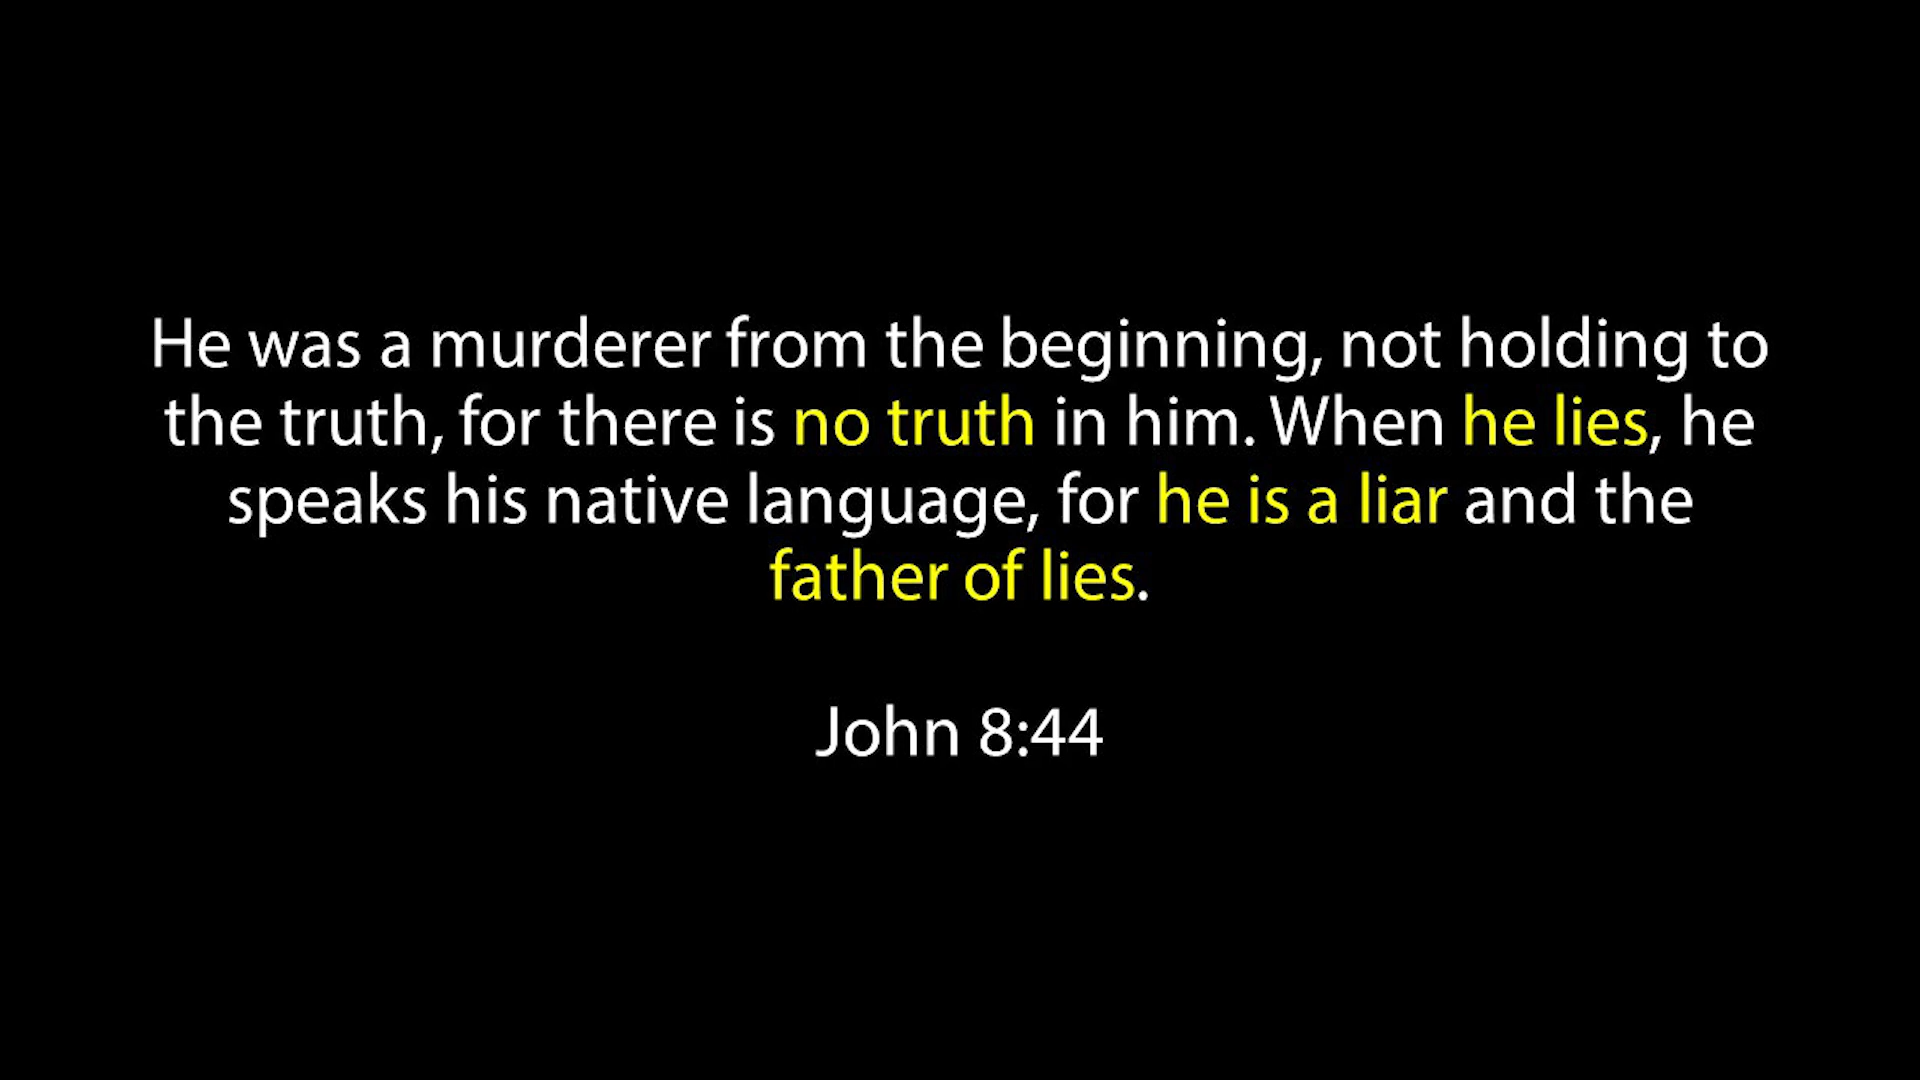 He was a murderer from the beginning, not holding to
the truth, for there is no truth in him. When he lies, he
speaks his native language, for he is a liar and the
father of lies.
John 8:44